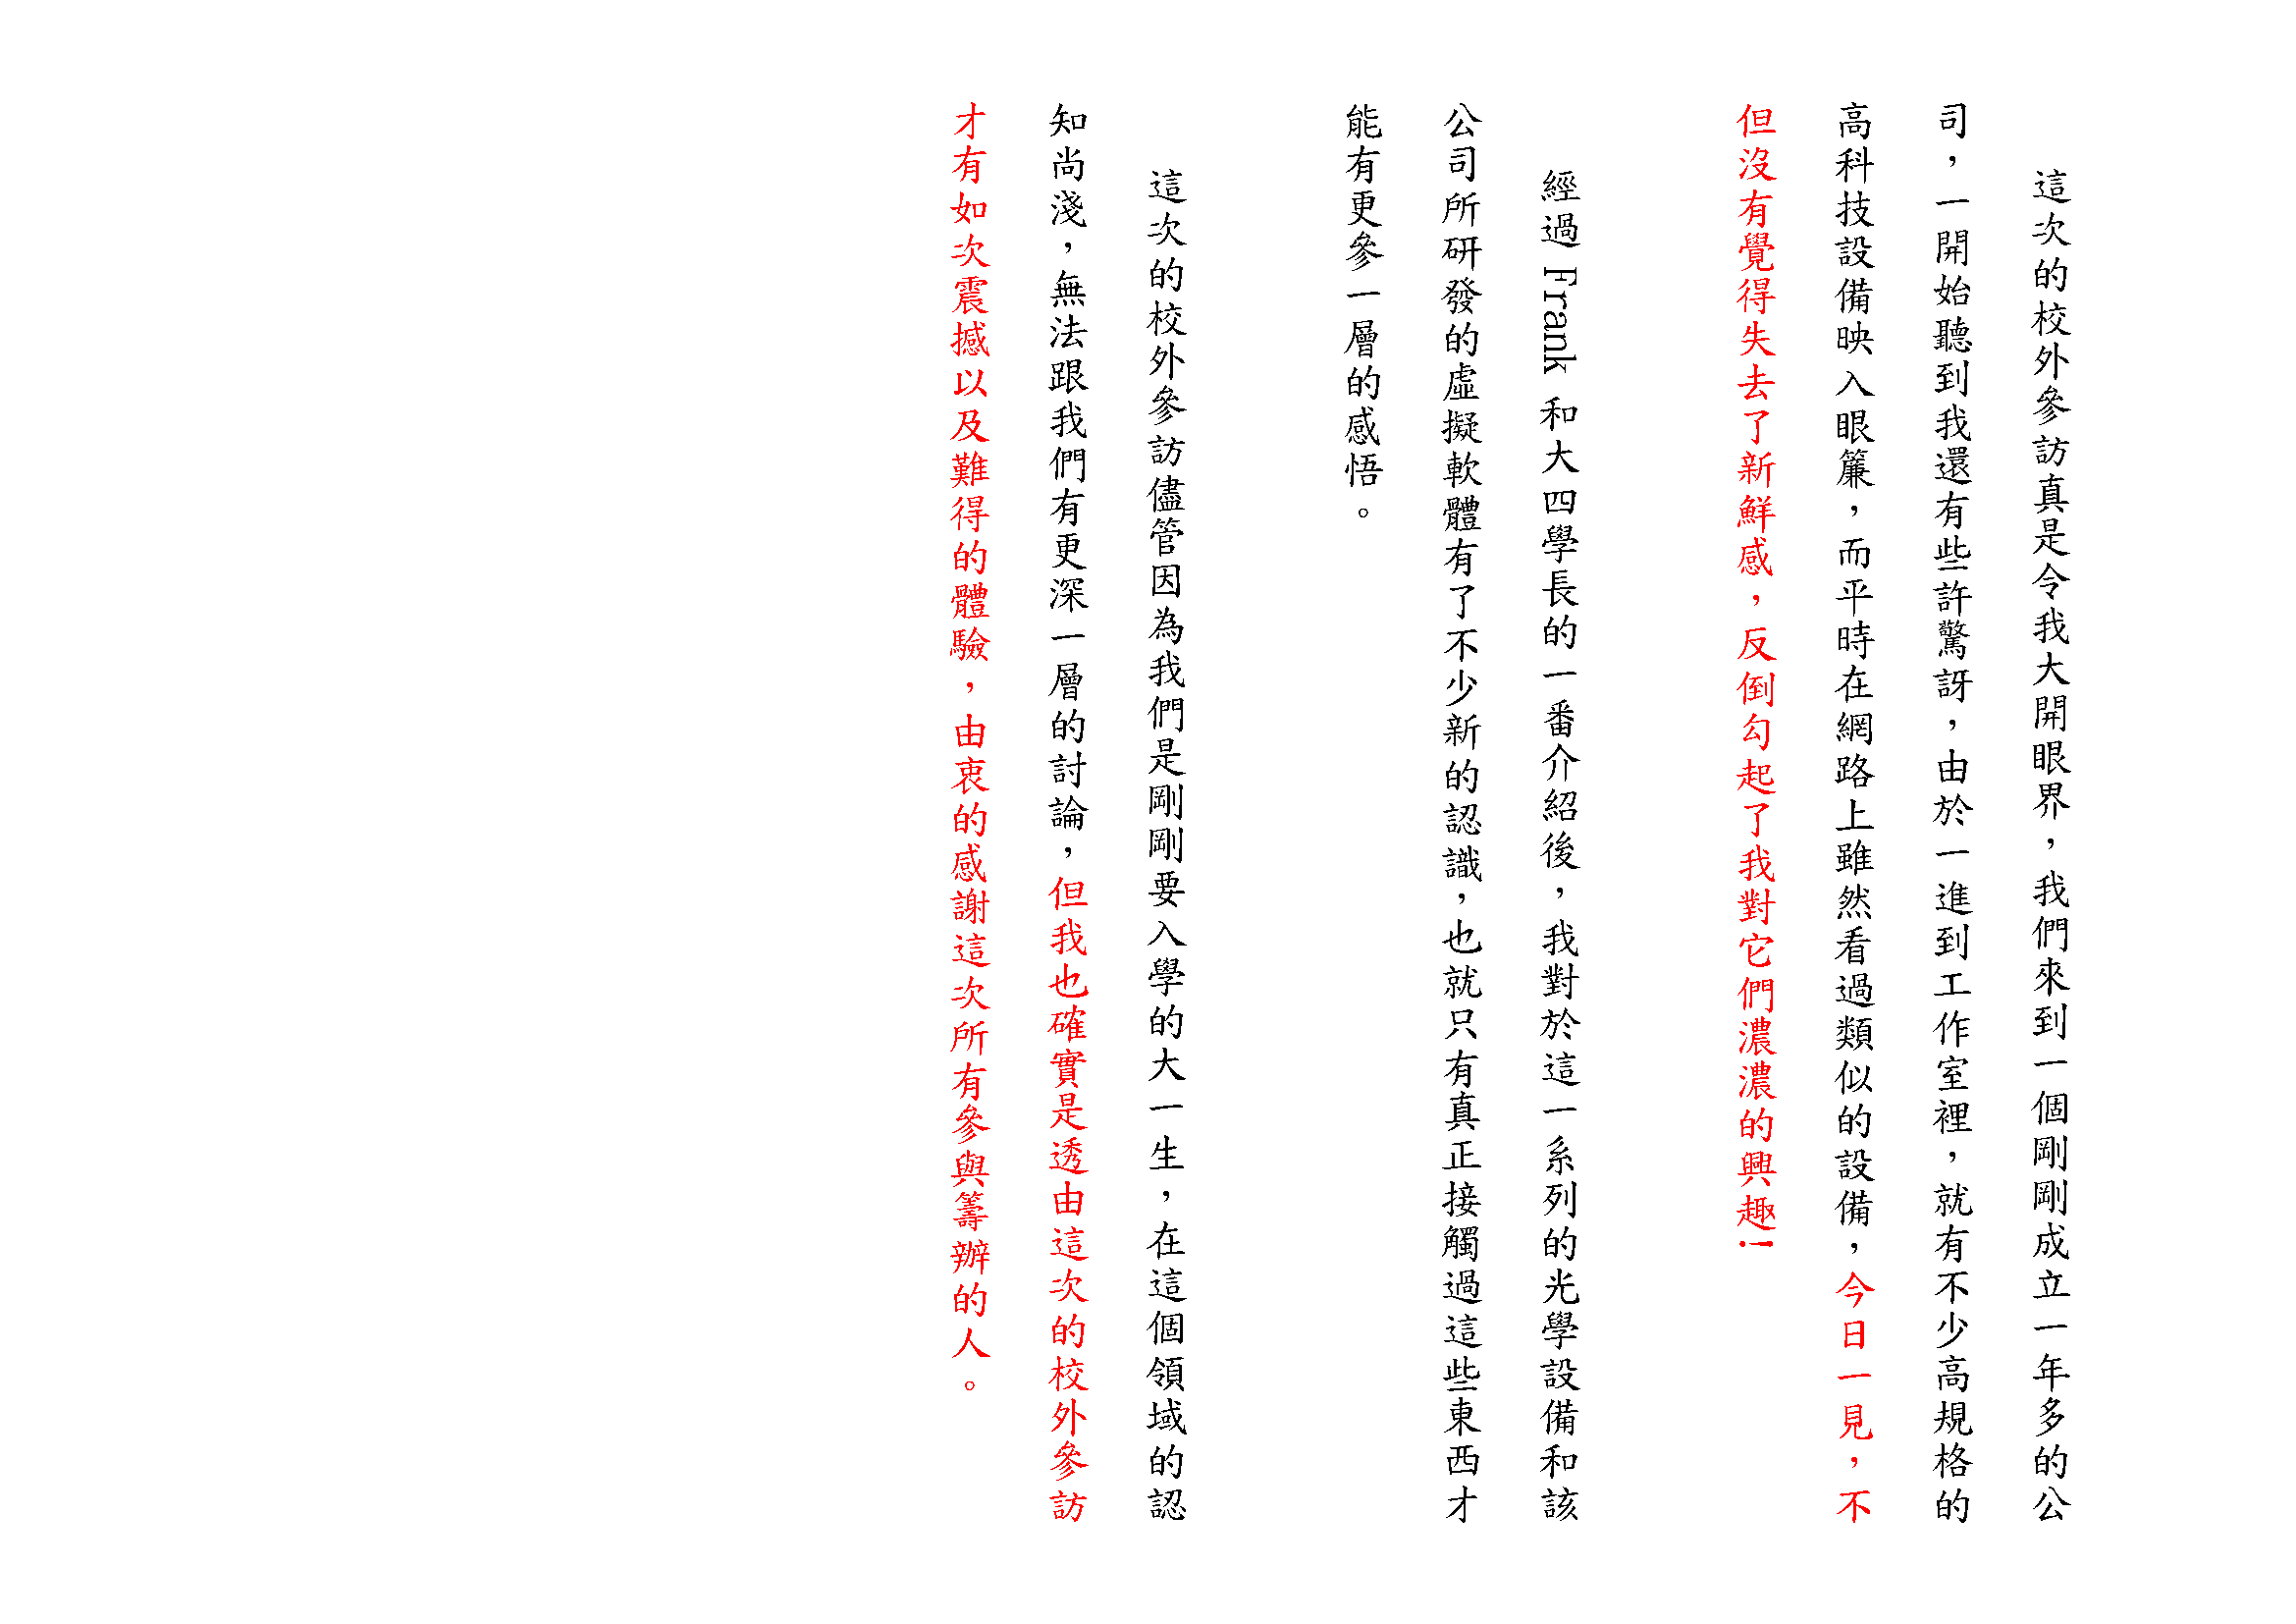 這次的校外參訪真是令我大開眼界，我們來到一個剛剛成立一年多的公
司，一開始聽到我還有些許驚訝，由於一進到工作室裡，就有不少高規格的
高科技設備映入眼簾，而平時在網路上雖然看過類似的設備，今日一見，不
但沒有覺得失去了新鮮感，反倒勾起了我對它們濃濃的興趣!
經過 Frank 和大四學長的一番介紹後，我對於這一系列的光學設備和該
公司所研發的虛擬軟體有了不少新的認識，也就只有真正接觸過這些東西才
能有更參一層的感悟。
這次的校外參訪儘管因為我們是剛剛要入學的大一生，在這個領域的認
知尚淺，無法跟我們有更深一層的討論，但我也確實是透由這次的校外參訪
才有如次震撼以及難得的體驗，由衷的感謝這次所有參與籌辦的人。